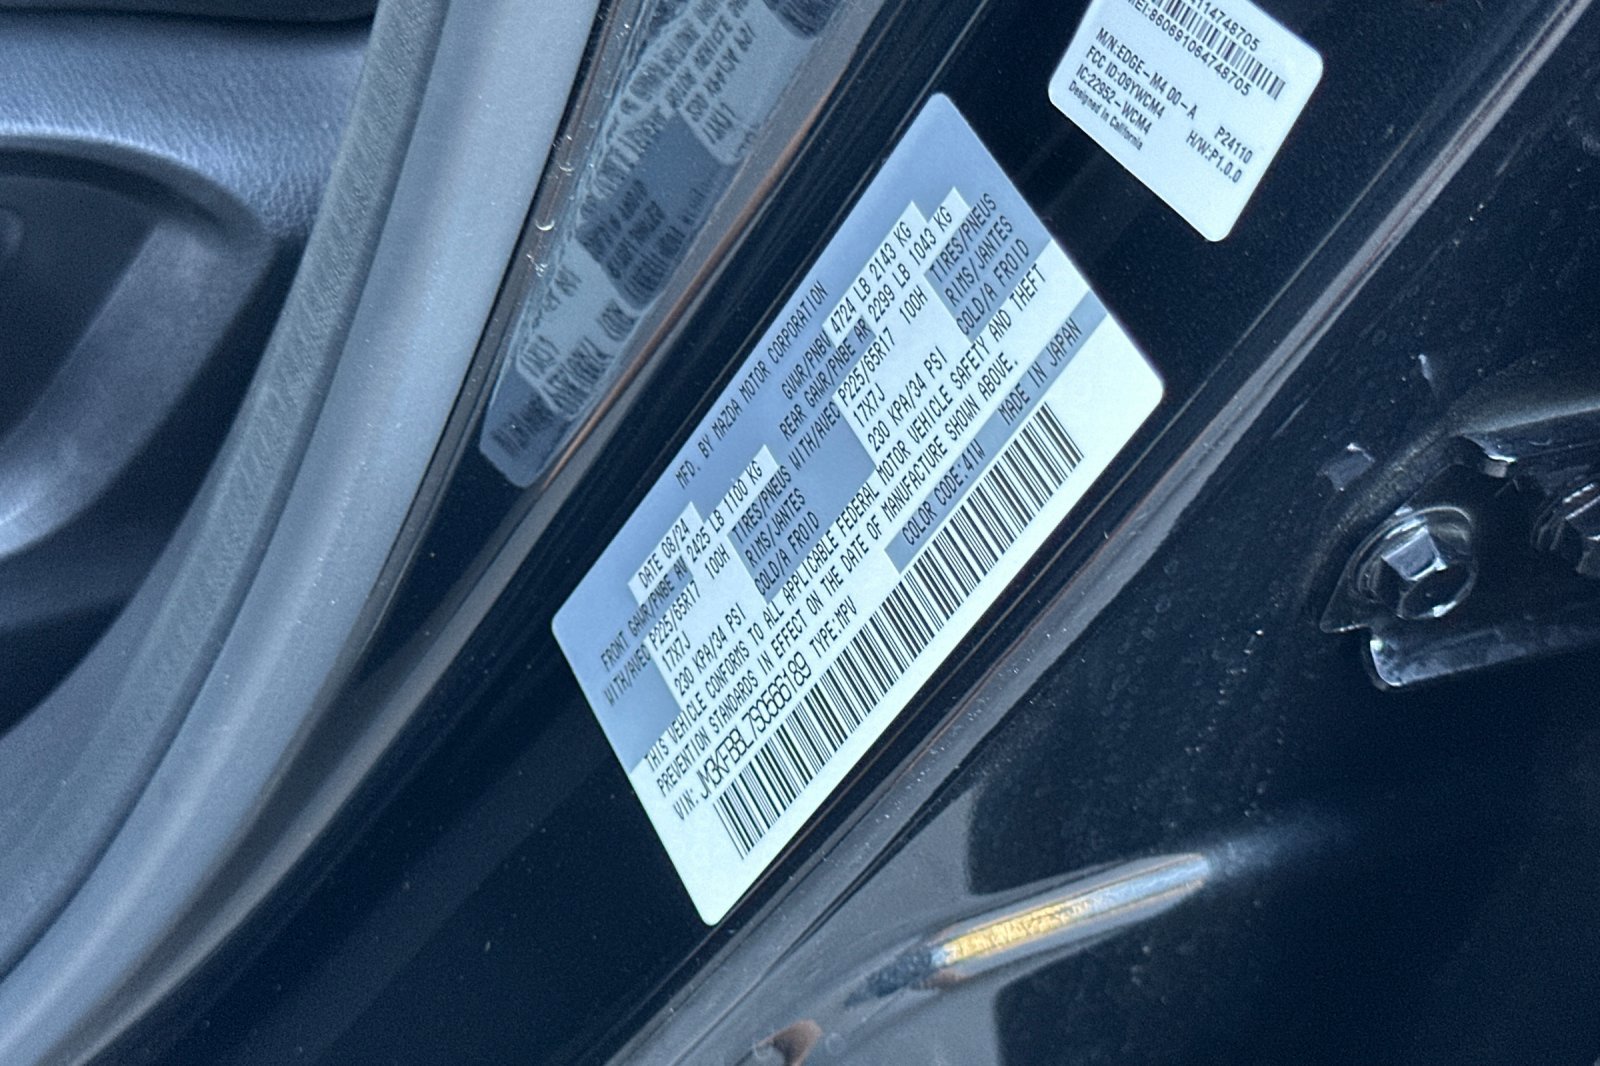 114748705
MEI:860691064748705
M/N:EDGE-M4.00-A
P24110
FCC ID:O9YWCM4
H/W:P1.0.0
IC:22952-WCM4
Designed in California
MFD. BY MAZDA MOTOR CORPORATION
DATE 08/24 GVWR/PNBV 4724 LB 2143 KG
FRONT GAWR/PNBE AV 2425 LB 1100 KG REAR GAWR/PNBE AR 2299 LB 1043 KG
WITH/AVEC P225/65R17 100H TIRES/PNEUS WITH/AVEC P225/65R17 100H TIRES/PNEUS
17X7J RIMS/JANTES 17X7J RIMS/JANTES
230 KPA/34 PSI COLD/A FROID 230 KPA/34 PSI COLD/A FROID
THIS VEHICLE CONFORMS TO ALL APPLICABLE FEDERAL MOTOR VEHICLE SAFETY AND THEFT
PREVENTION STANDARDS IN EFFECT ON THE DATE OF MANUFACTURE SHOWN ABOVE.
VIN: JM3KFBBL7S0566189 TYPE:MPV COLOR CODE:41W MADE IN JAPAN